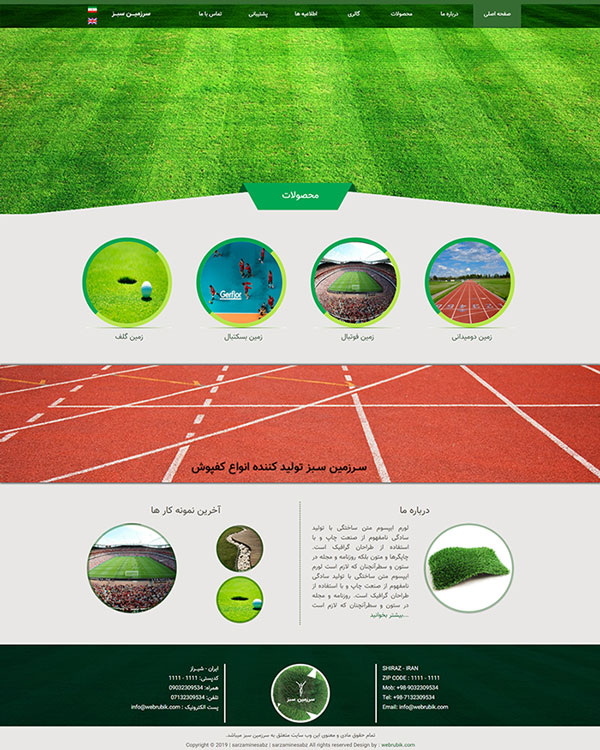 صفحه اصلی
درباره ما
محصولات
گالری
اطلاعیه ها
پشتیبانی
تماس با ما
سرزمیـن سبـز
محصولات
زمین دومیدانی
زمین فوتبال
زمین بسکتبال
زمین گلف
Gerflor
سرزمین سبز تولید کننده انواع کفپوش
درباره ما
لورم ایپسوم متن ساختگی با تولید
سادگی نامفهوم از صنعت چاپ و با
استفاده از طراحان گرافیک است.
چاپگرها و متون بلکه روزنامه و مجله در
ستون و سطرآنچنان که لازم است لورم
ایپسوم متن ساختگی با تولید سادگی
نامفهوم از صنعت چاپ و با استفاده از
طراحان گرافیک است. روزنامه و مجله
در ستون و سطرآنچنان که لازم است
...بیشتر بخوانید
آخرین نمونه کار ها
ایران - شیـراز
کدپستی: 1111 - 1111
همراه: 09032309534
تلفن: 07132309534
پست الکترونیک : info@webrubik.com
سرزمین سبز
SHIRAZ - IRAN
ZIP CODE : 1111 - 1111
Mob: +98-9032309534
Tel: +98-7132309534
Email: info@webrubik.com
تمام حقوق مادی و معنوی این وب سایت متعلق به سرزمین سبز میباشد.
Copyright © 2019 | sarzaminesabz | sarzaminesabz All rights reserved Design by : webrubik.com